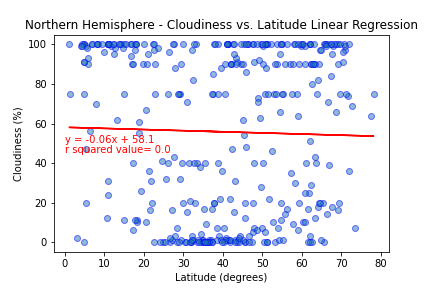 Northern Hemisphere - Cloudiness vs. Latitude Linear Regression
100
80
60
40
20
0
Cloudiness (%)
y = -0.06x + 58.1
r squared value= 0.0
0 10 20 30 40 50 60 70 80
Latitude (degrees)